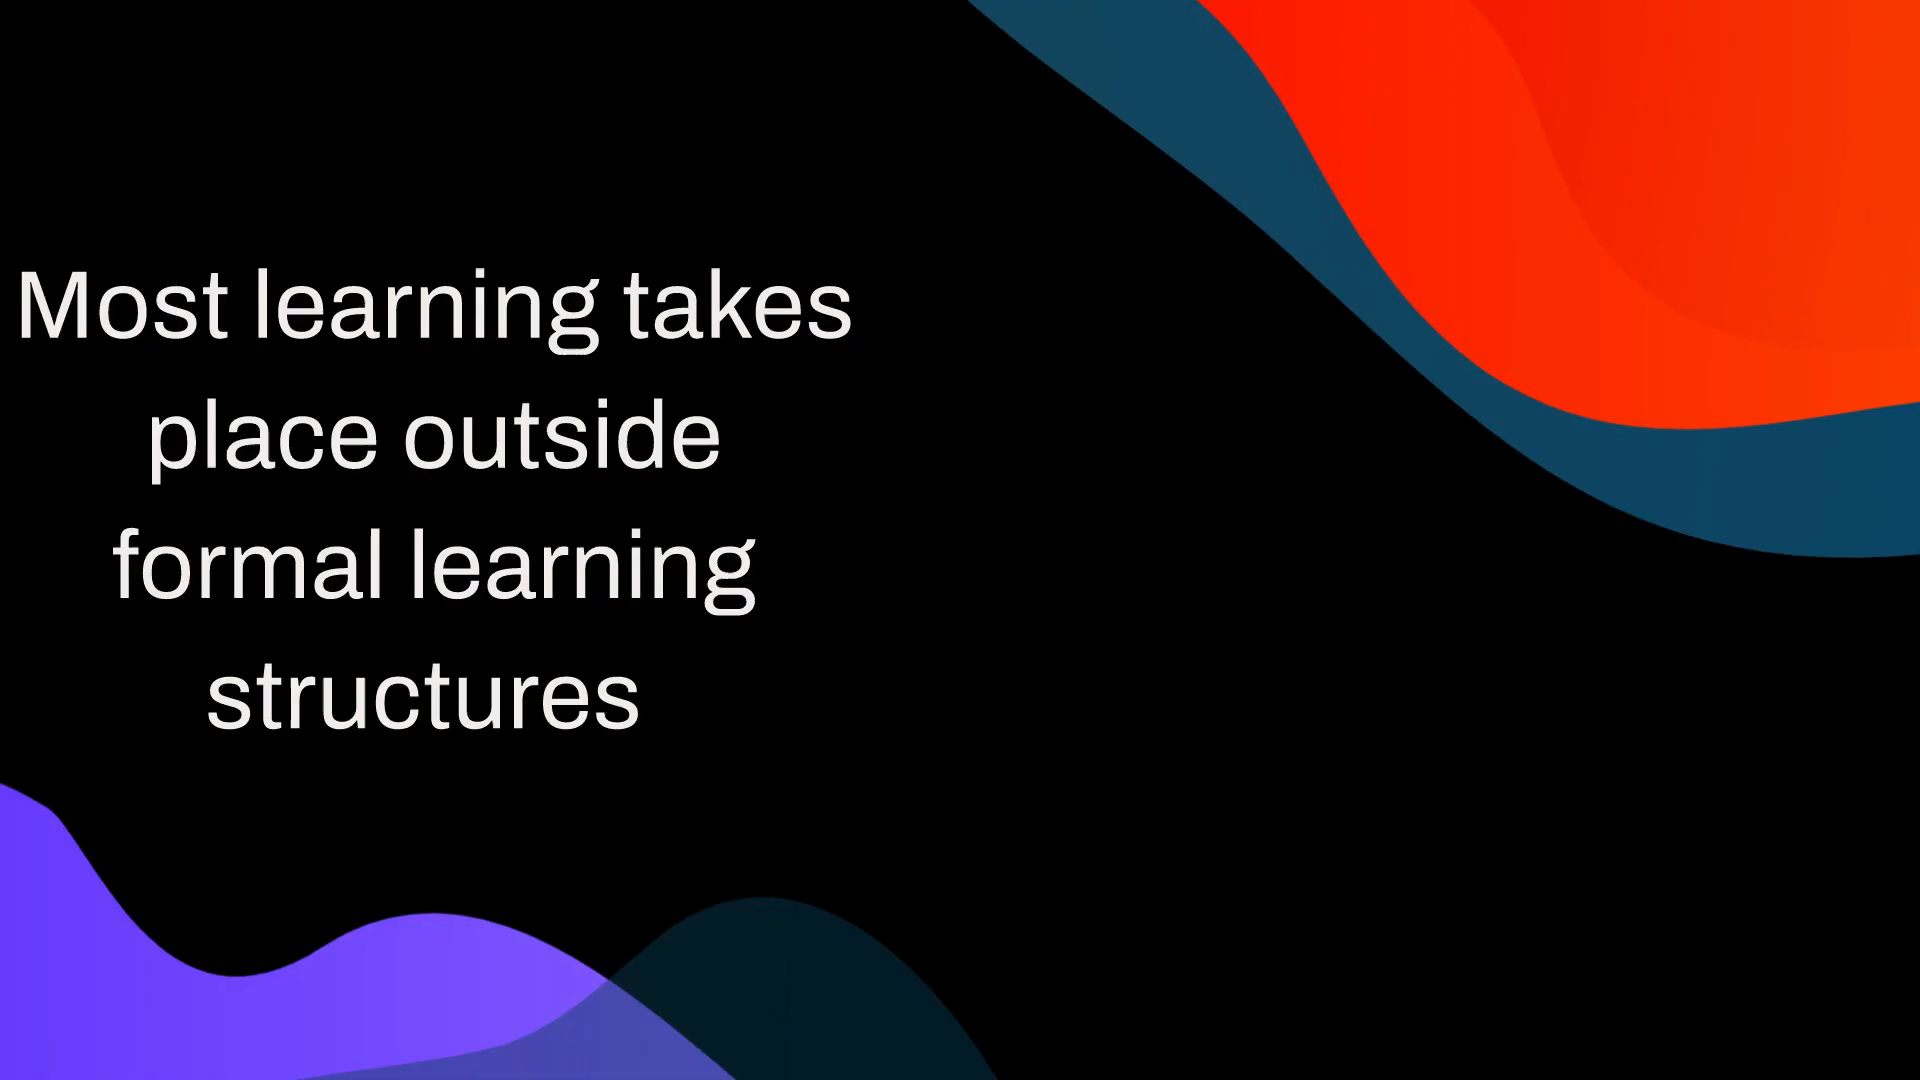 Most learning takes
place outside
formal learning
structures